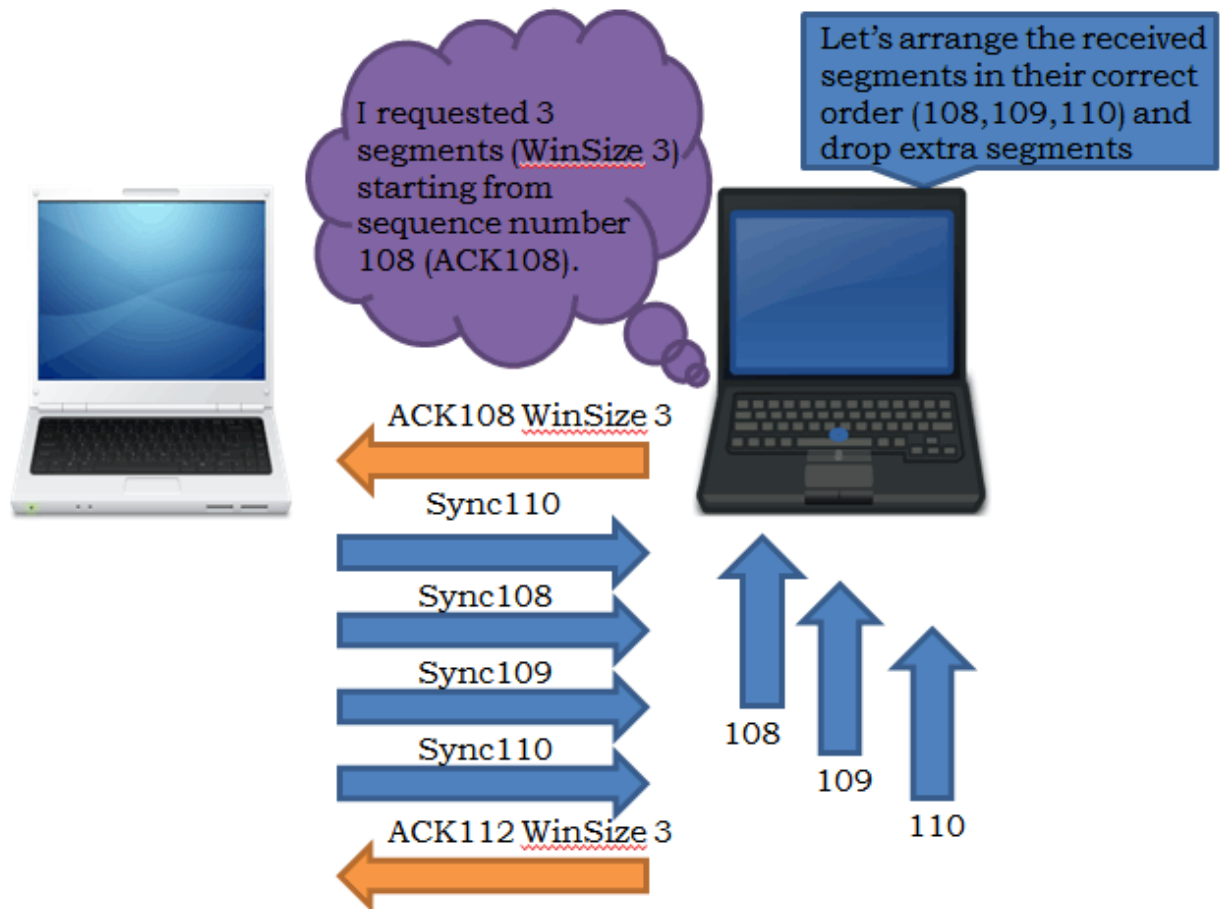 I requested 3
segments (WinSize 3)
starting from
sequence number
108 (ACK108).
Let's arrange the received
segments in their correct
order (108,109,110) and
drop extra segments
ACK108 WinSize 3
Sync110
Sync108
Sync109
Sync110
ACK112 WinSize 3
108
109
110